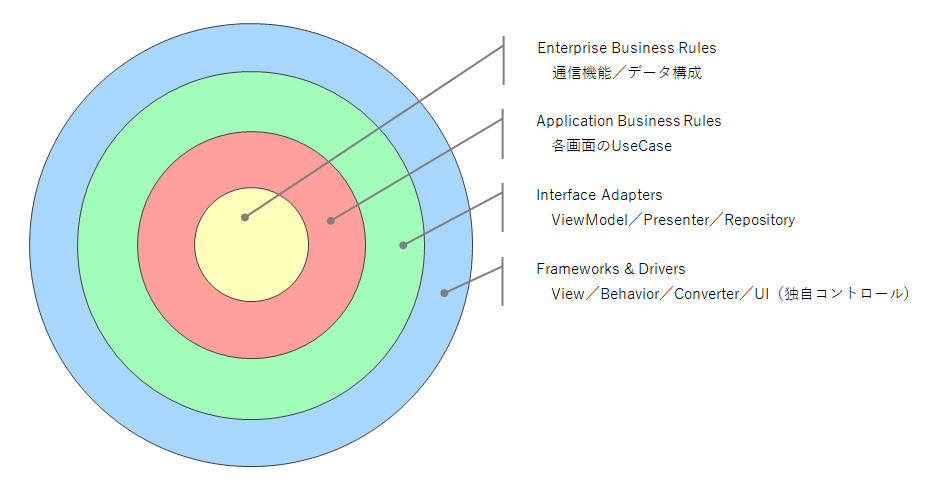 Enterprise Business Rules
通信機能／データ構成
Application Business Rules
各画面のUseCase
Interface Adapters
ViewModel／Presenter／Repository
Frameworks & Drivers
View／Behavior／Converter／UI（独自コントロール）